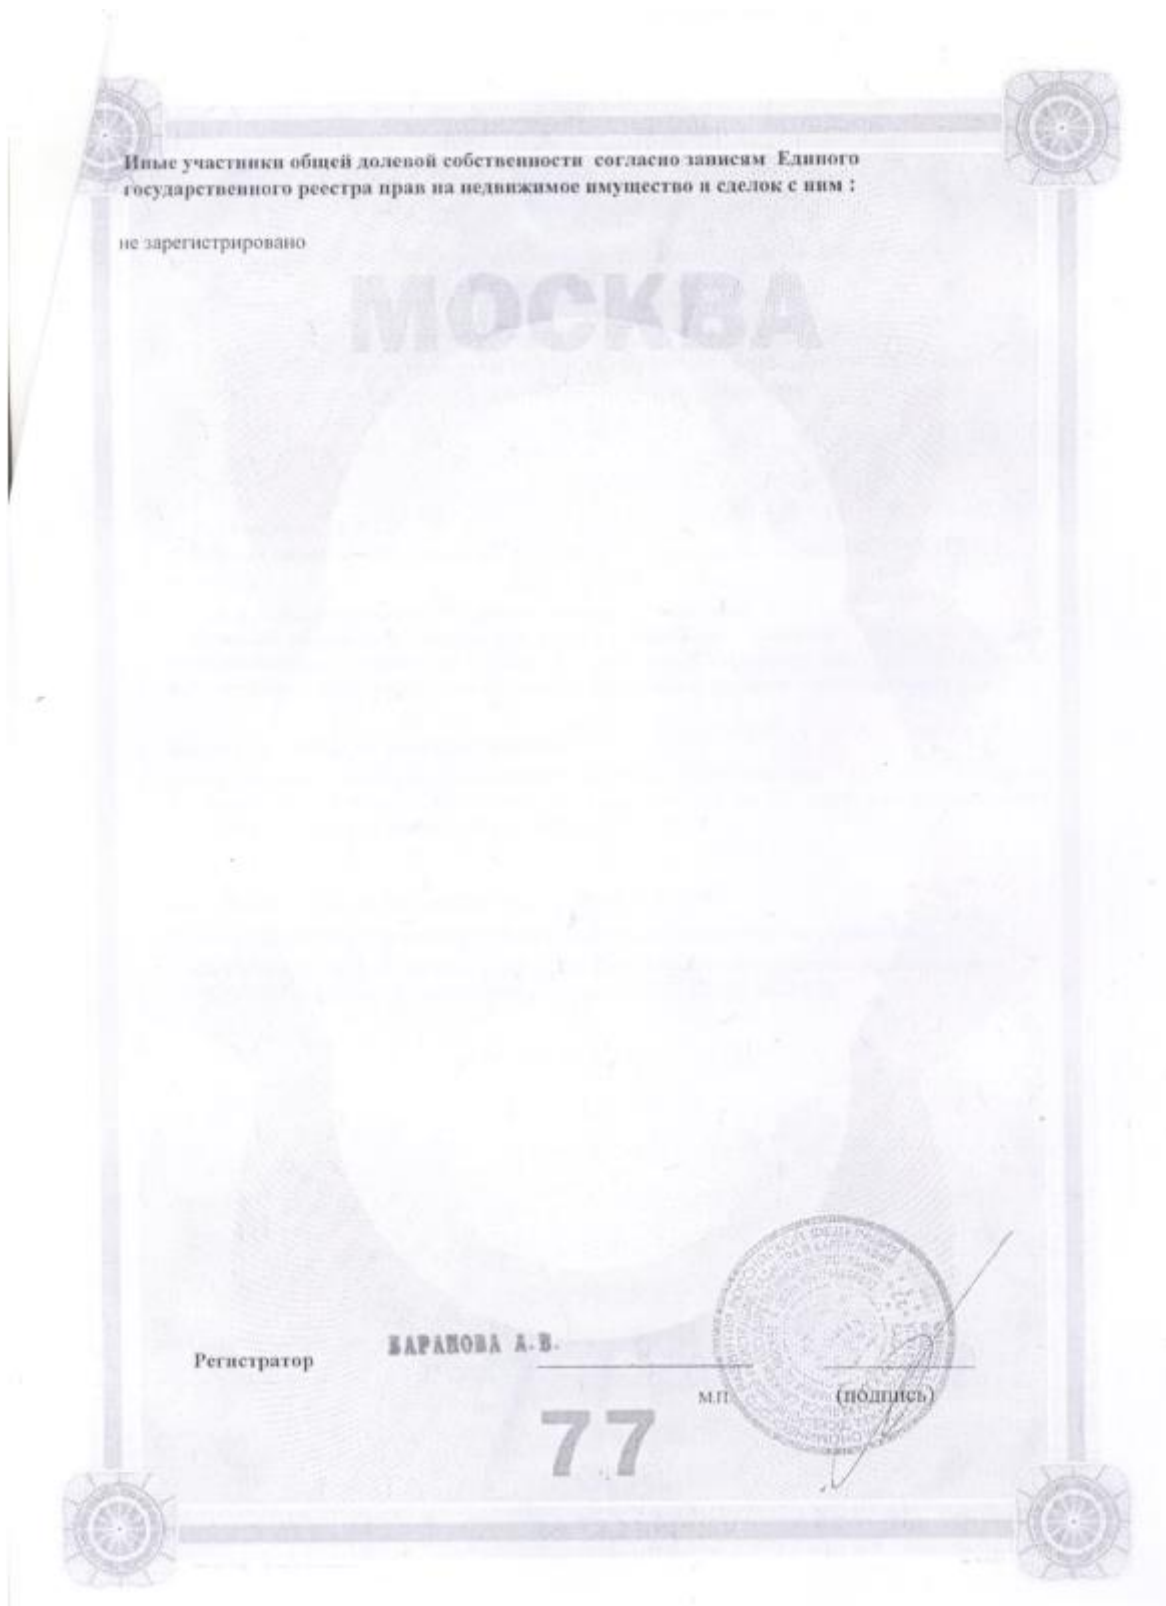 Иные участники общей долевой собственности согласно записям Единого
государственного реестра прав на недвижимое имущество и сделок с ним :
не зарегистрировано
МОСКВА
БАРАНОВА А.В.
Регистратор
М.П.
(подпись)
77